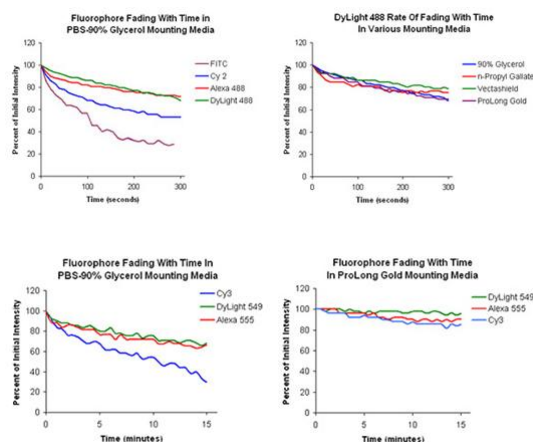 Fluorophore Fading With Time in
PBS-90% Glycerol Mounting Media
Percent of Initial Intensity
120
100
80
60
40
20
0
0
100
200
300
Time (seconds)
FITC
Cy 2
Alexa 488
DyLight 488
DyLight 488 Rate Of Fading With Time
In Various Mounting Media
Percent of Initial Intensity
120
100
80
60
40
20
0
0
100
200
300
Time (seconds)
90% Glycerol
n-Propyl Gallate
Vectashield
ProLong Gold
Fluorophore Fading With Time In
PBS-90% Glycerol Mounting Media
Percent of Initial Intensity
120
100
80
60
40
20
0
0
5
10
15
Time (minutes)
Cy3
DyLight 549
Alexa 555
Fluorophore Fading With Time
In ProLong Gold Mounting Media
Percent of Initial Intensity
120
100
80
60
40
20
0
0
5
10
15
Time (minutes)
DyLight 549
Alexa 555
Cy3